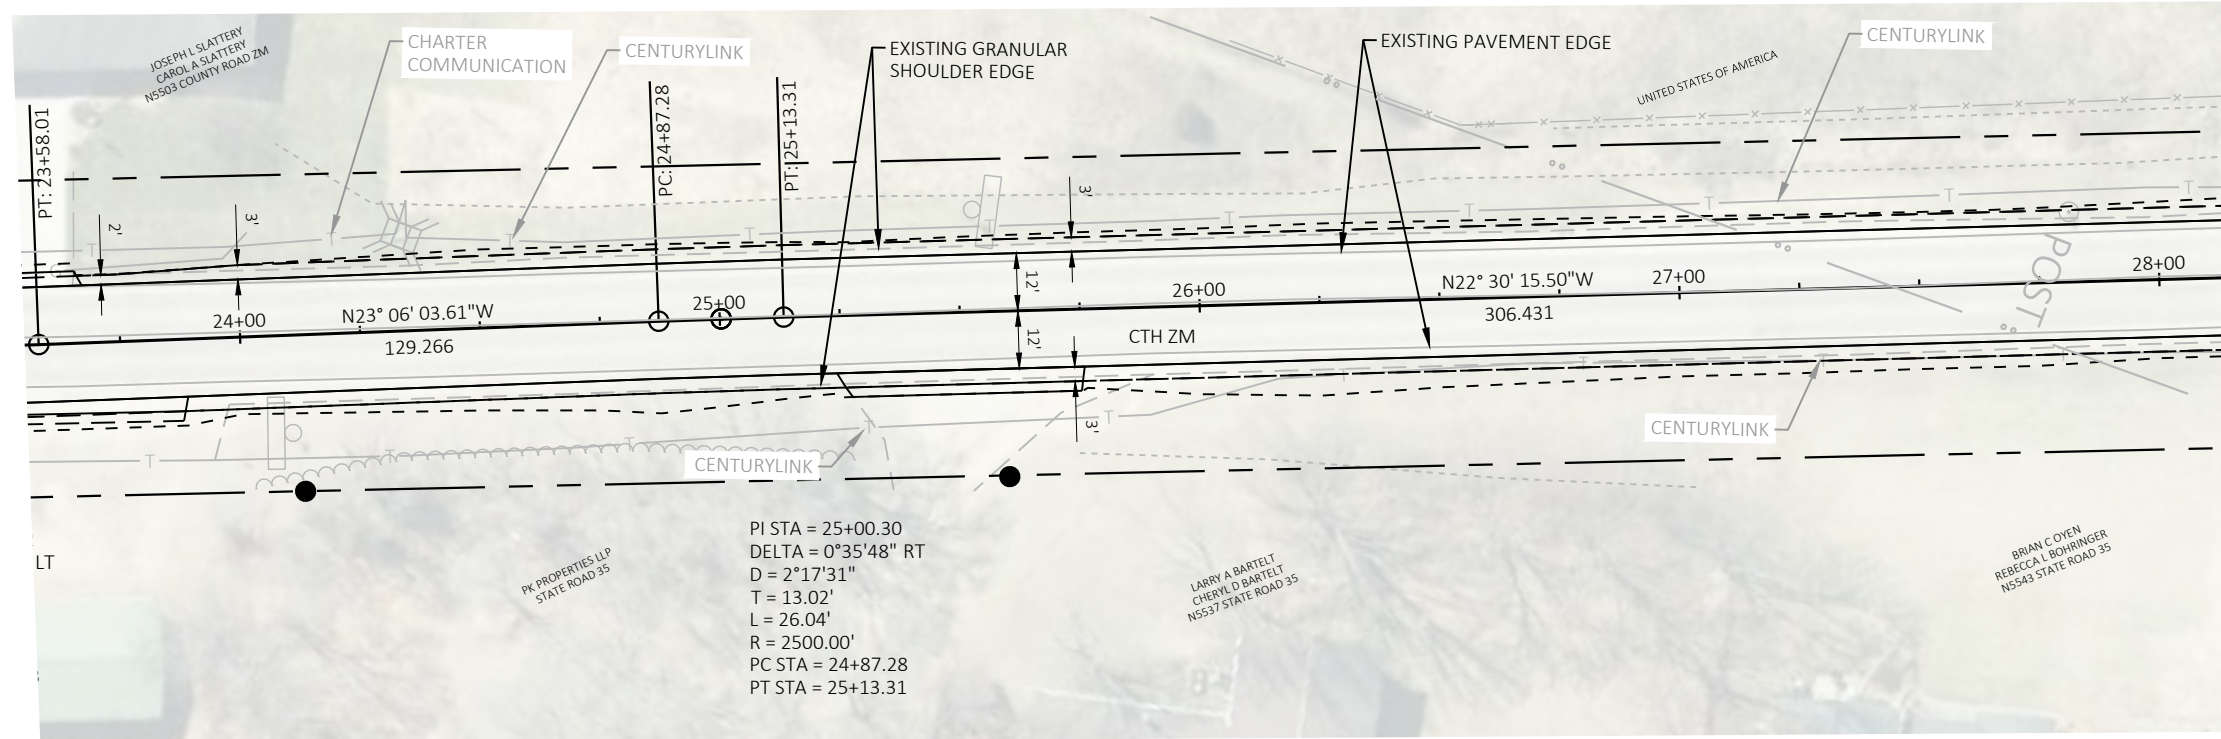 JOSEPH L SLATTERY
CAROL A SLATTERY
N5503 COUNTY ROAD ZM
CHARTER
COMMUNICATION
CENTURYLINK
EXISTING GRANULAR
SHOULDER EDGE
EXISTING PAVEMENT EDGE
UNITED STATES OF AMERICA
CENTURYLINK
PT: 23+58.01
PC: 24+87.28
PT: 25+13.31
2'
3'
3'
T
T
T
T
T
T
T
T
T
T
24+00
N23° 06' 03.61"W
129.266
25+00
12'
12'
26+00
CTH ZM
N22° 30' 15.50"W
306.431
27+00
POST
28+00
3'
T
T
T
T
T
T
T
T
T
CENTURYLINK
CENTURYLINK
LT
PK PROPERTIES LLP
STATE ROAD 35
PI STA = 25+00.30
DELTA = 0°35'48" RT
D = 2°17'31"
T = 13.02'
L = 26.04'
R = 2500.00'
PC STA = 24+87.28
PT STA = 25+13.31
LARRY A BARTELT
CHERYL D BARTELT
N5537 STATE ROAD 35
BRIAN C OYEN
REBECCA L BOHRINGER
N5543 STATE ROAD 35